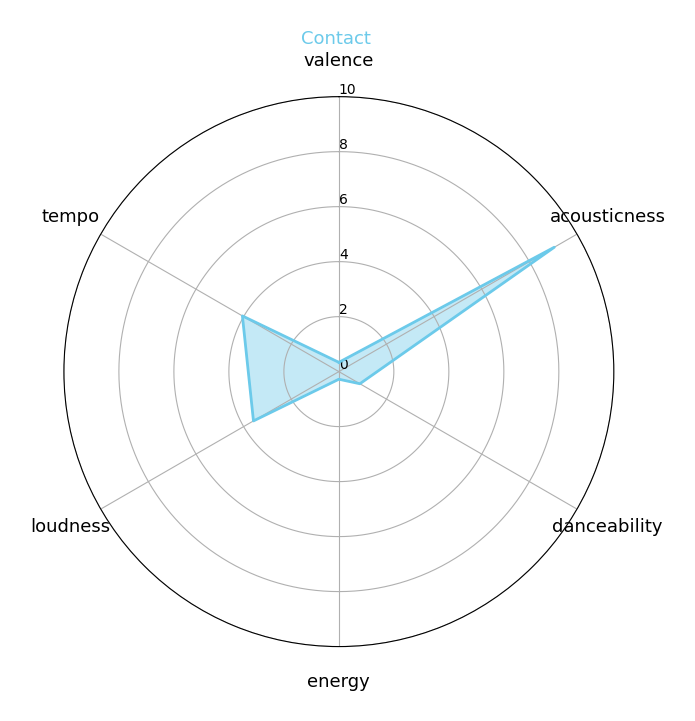 Contact
valence
10
8
6
4
2
0
tempo
acousticness
loudness
danceability
energy